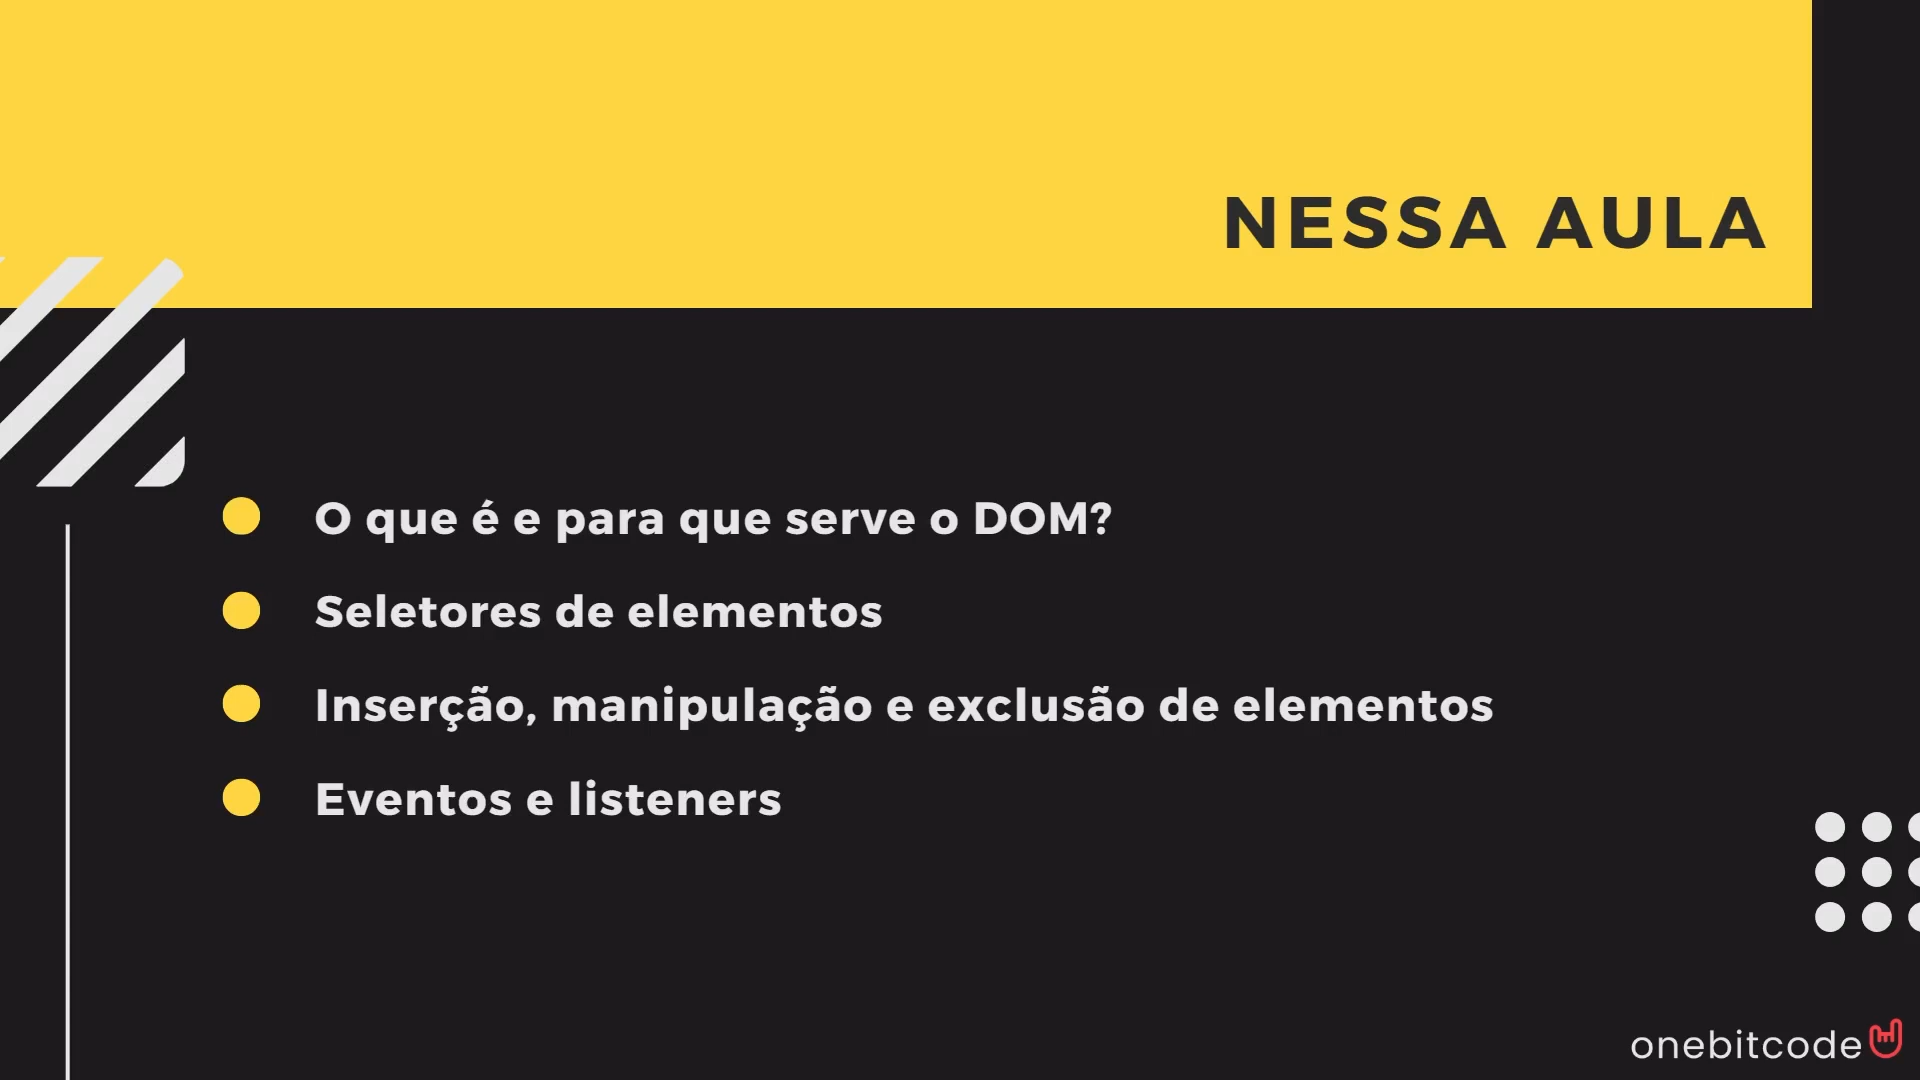 NESSA AULA
O que é e para que serve o DOM?
Seletores de elementos
Inserção, manipulação e exclusão de elementos
Eventos e listeners
onebitcode